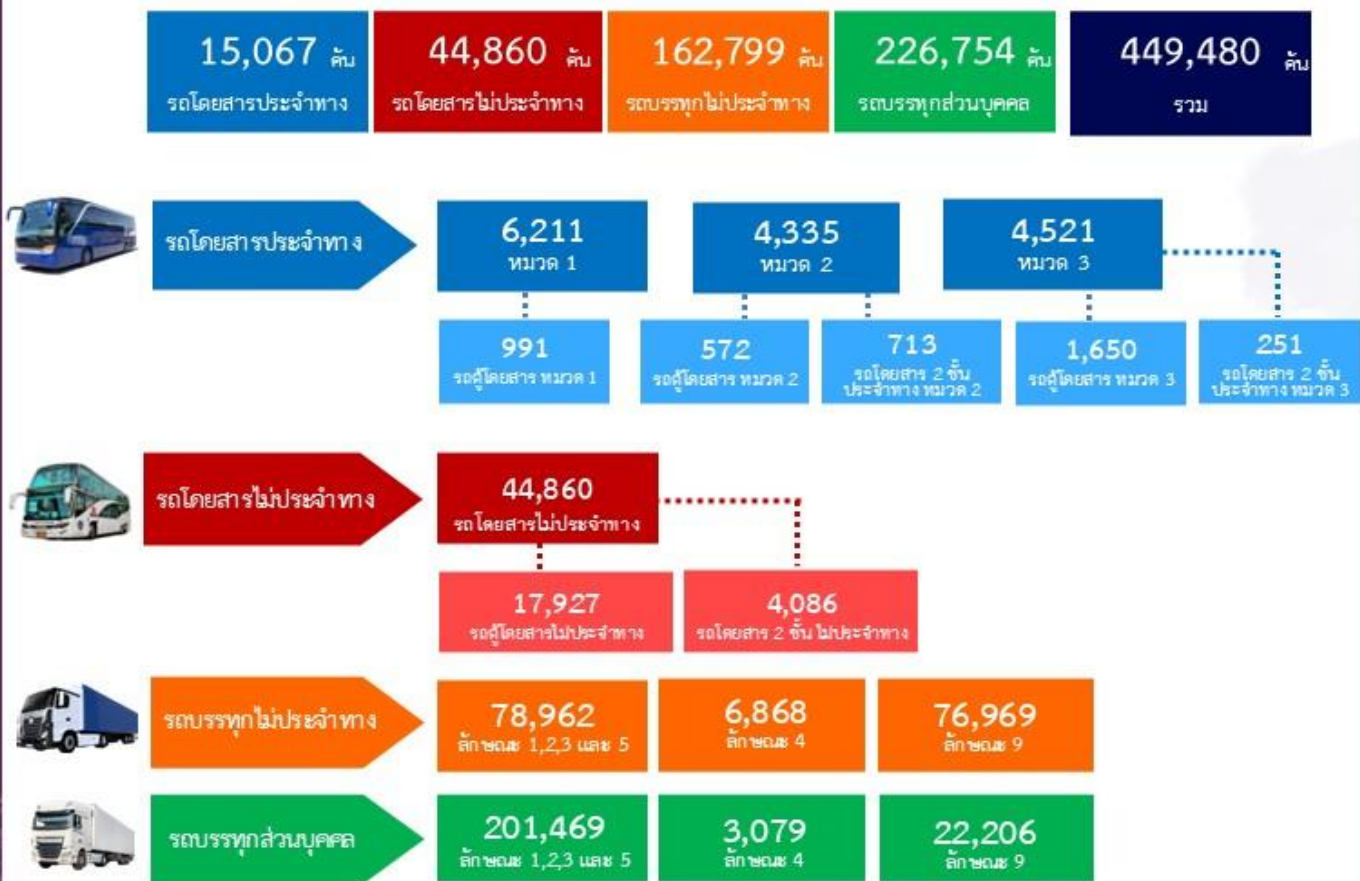 15,067 คัน
รถโดยสารประจำทาง
44,860 คัน
รถโดยสารไม่ประจำทาง
162,799 คัน
รถบรรทุกไม่ประจำทาง
226,754 คัน
รถบรรทุกส่วนบุคคล
449,480 คัน
รวม
รถโดยสารประจำทาง
6,211
หมวด 1
4,335
หมวด 2
4,521
หมวด 3
991
รถตู้โดยสาร หมวด 1
572
รถตู้โดยสาร หมวด 2
713
รถโดยสาร 2 ชั้น
ประจำทาง หมวด 2
1,650
รถตู้โดยสาร หมวด 3
251
รถโดยสาร 2 ชั้น
ประจำทาง หมวด 3
รถโดยสารไม่ประจำทาง
44,860
รถโดยสารไม่ประจำทาง
17,927
รถตู้โดยสารไม่ประจำทาง
4,086
รถโดยสาร 2 ชั้น ไม่ประจำทาง
รถบรรทุกไม่ประจำทาง
78,962
ลักษณะ 1,2,3 และ 5
6,868
ลักษณะ 4
76,969
ลักษณะ 9
รถบรรทุกส่วนบุคคล
201,469
ลักษณะ 1,2,3 และ 5
3,079
ลักษณะ 4
22,206
ลักษณะ 9